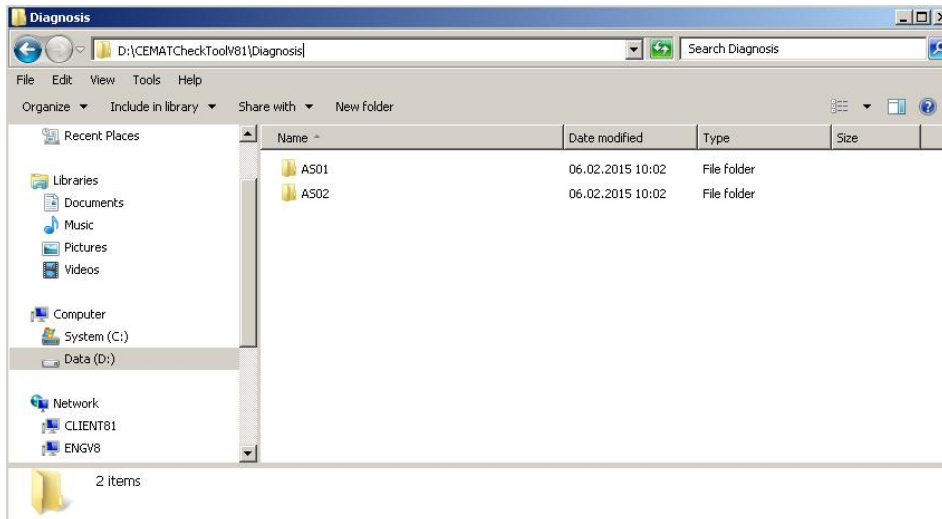 Diagnosis
D:\CEMATCheckToolV81\Diagnosis
Search Diagnosis
File Edit View Tools Help
Organize Include in library Share with New folder
Recent Places
Libraries
Documents
Music
Pictures
Videos
Computer
System (C:)
Data (D:)
Network
CLIENT81
ENGV8
Name Date modified Type Size
AS01 06.02.2015 10:02 File folder
AS02 06.02.2015 10:02 File folder
2 items